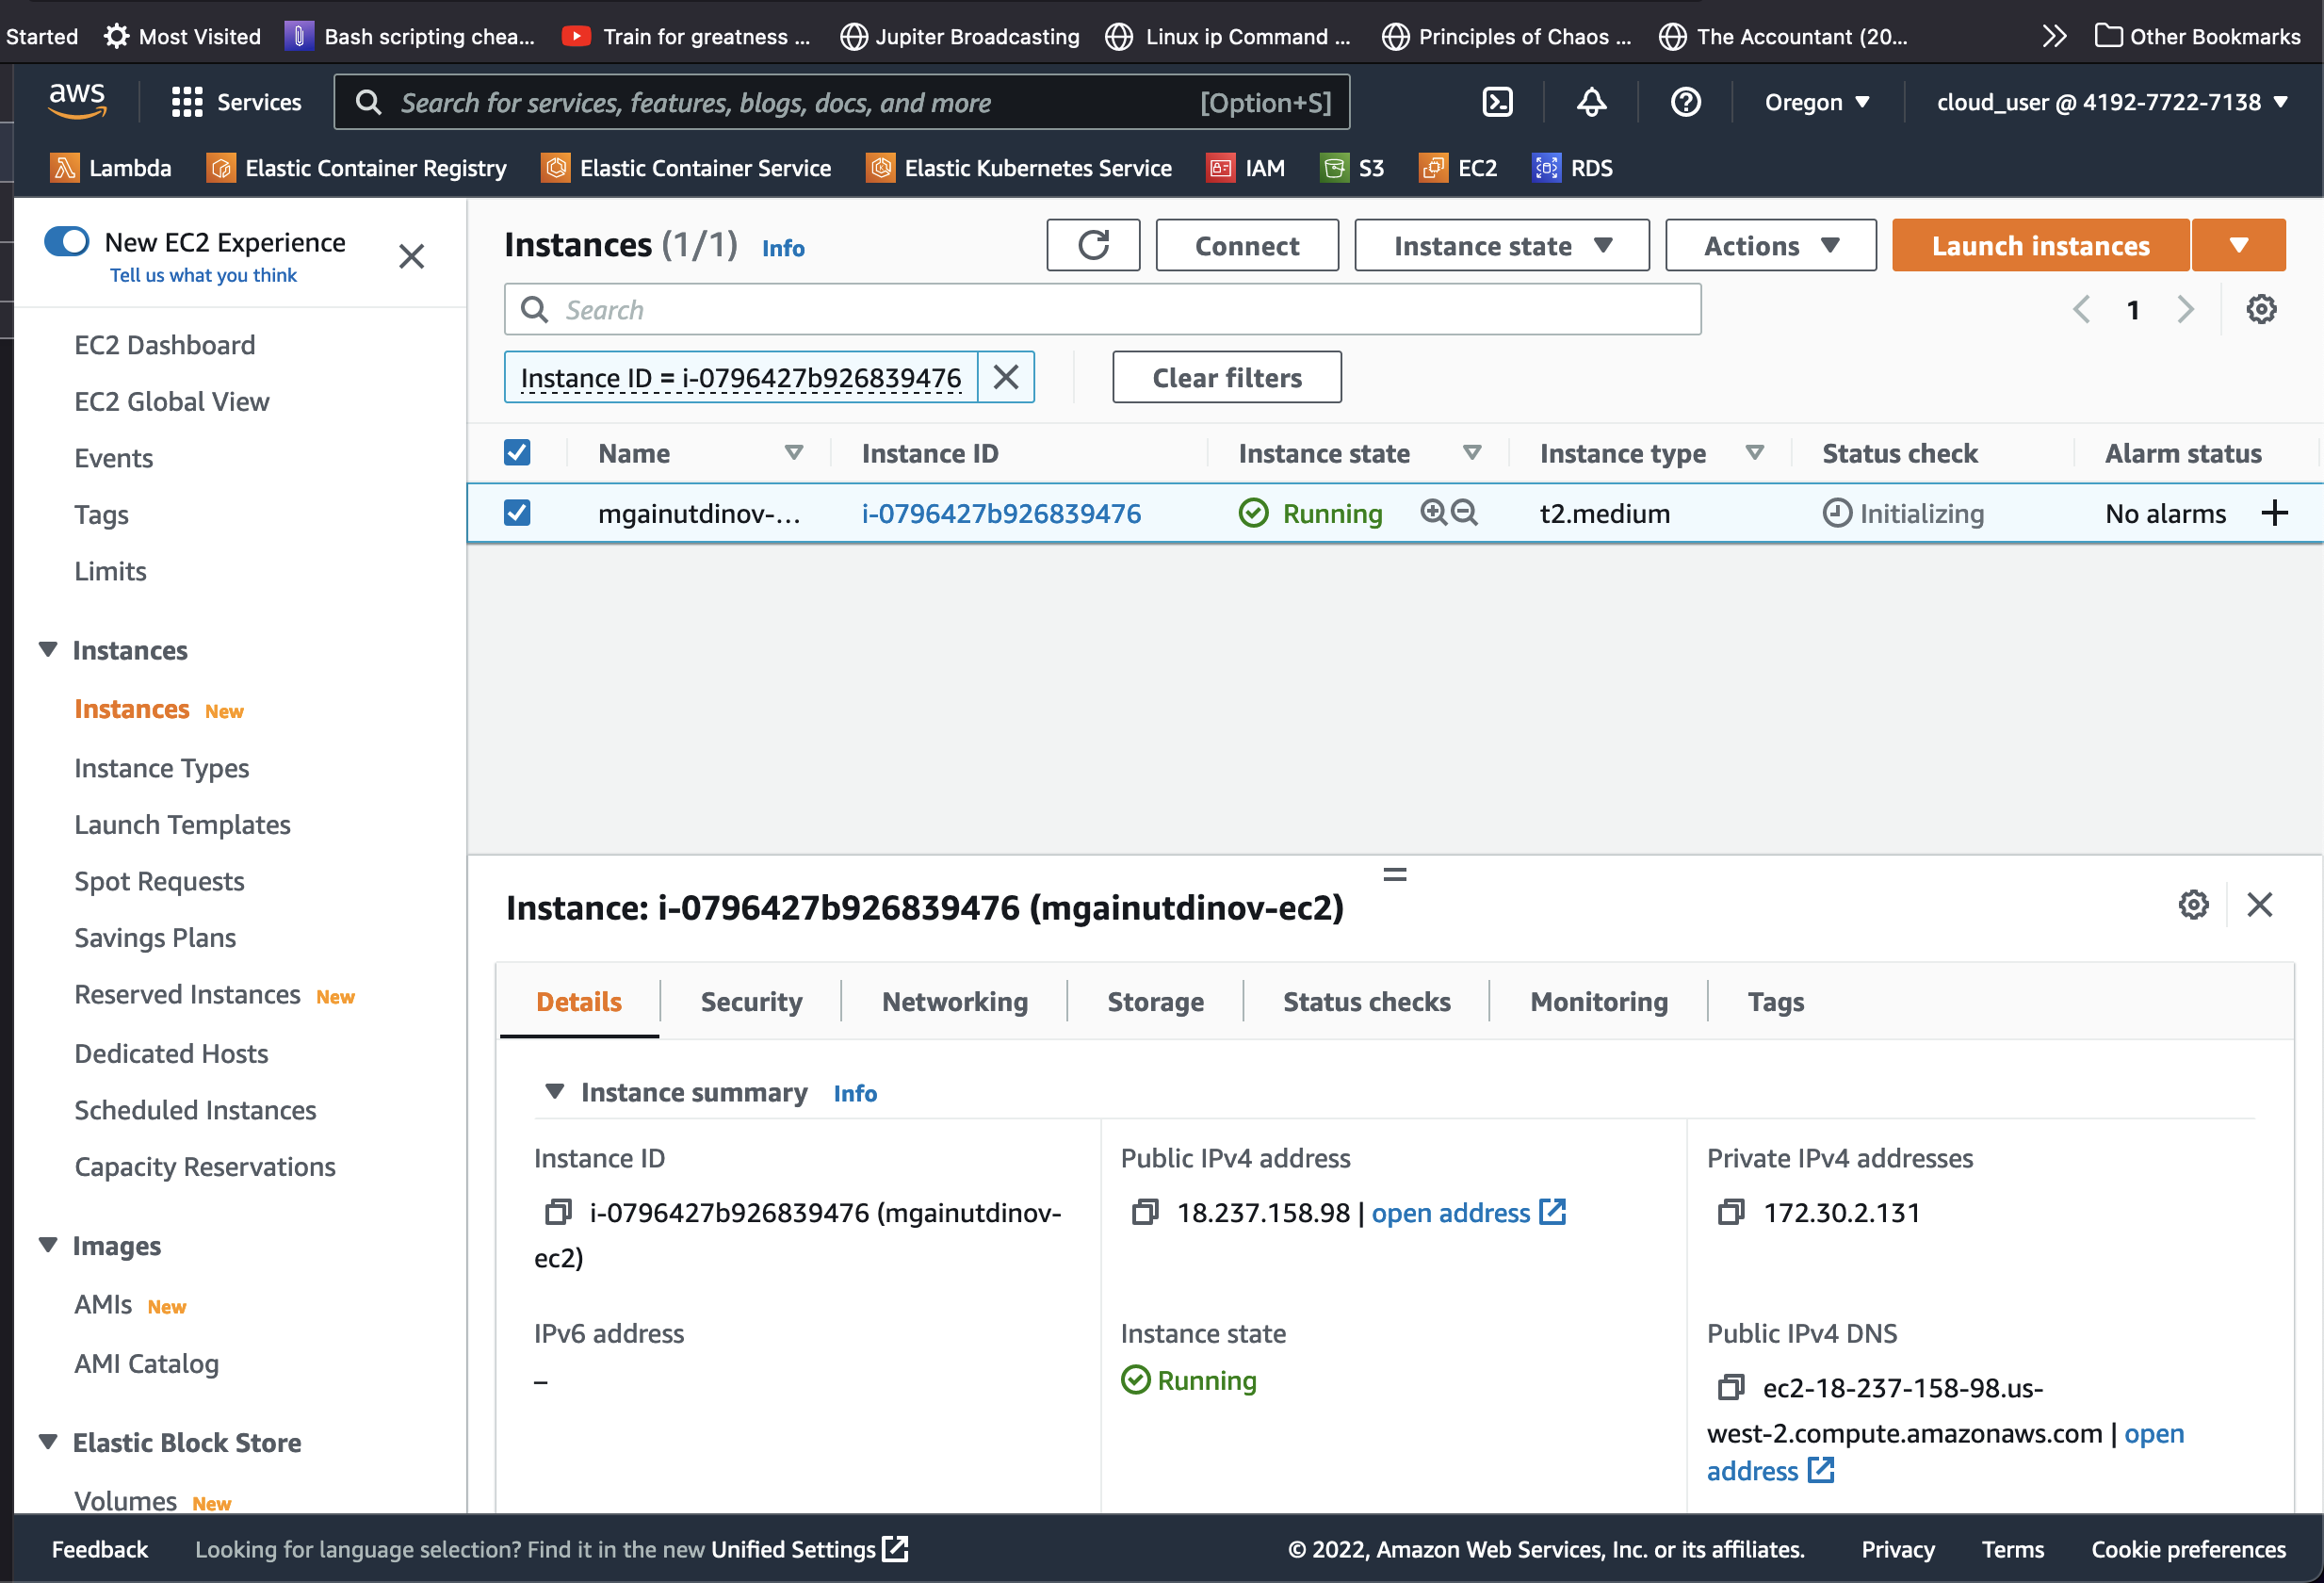 Started Most Visited Bash scripting chea... Train for greatness ... Jupiter Broadcasting Linux ip Command ... Principles of Chaos ... The Accountant (20... Other Bookmarks
aws Services Search for services, features, blogs, docs, and more [Option+S] Oregon cloud_user @ 4192-7722-7138
Lambda Elastic Container Registry Elastic Container Service Elastic Kubernetes Service IAM S3 EC2 RDS
New EC2 Experience
Tell us what you think
EC2 Dashboard
EC2 Global View
Events
Tags
Limits
Instances
Instances New
Instance Types
Launch Templates
Spot Requests
Savings Plans
Reserved Instances New
Dedicated Hosts
Scheduled Instances
Capacity Reservations
Images
AMIs New
AMI Catalog
Elastic Block Store
Volumes New
Instances (1/1) Info Connect Instance state Actions Launch instances
Search 1
Instance ID = i-0796427b926839476 Clear filters
Name Instance ID Instance state Instance type Status check Alarm status
mgainutdinov-... i-0796427b926839476 Running t2.medium Initializing No alarms +
Instance: i-0796427b926839476 (mgainutdinov-ec2)
Details Security Networking Storage Status checks Monitoring Tags
Instance summary Info
Instance ID
i-0796427b926839476 (mgainutdinov-
ec2)
Public IPv4 address
18.237.158.98 | open address
Private IPv4 addresses
172.30.2.131
IPv6 address
–
Instance state
Running
Public IPv4 DNS
ec2-18-237-158-98.us-
west-2.compute.amazonaws.com | open
address
Feedback Looking for language selection? Find it in the new Unified Settings © 2022, Amazon Web Services, Inc. or its affiliates. Privacy Terms Cookie preferences